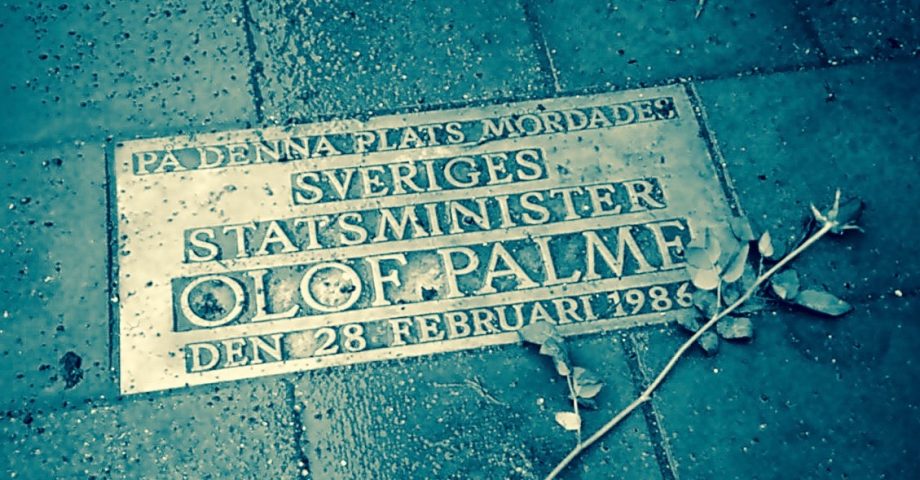 PÅ DENNA PLATS MÖRDADES
SVERIGES
STATSMINISTER
OLOF PALME
DEN 28 FEBRUARI 1986